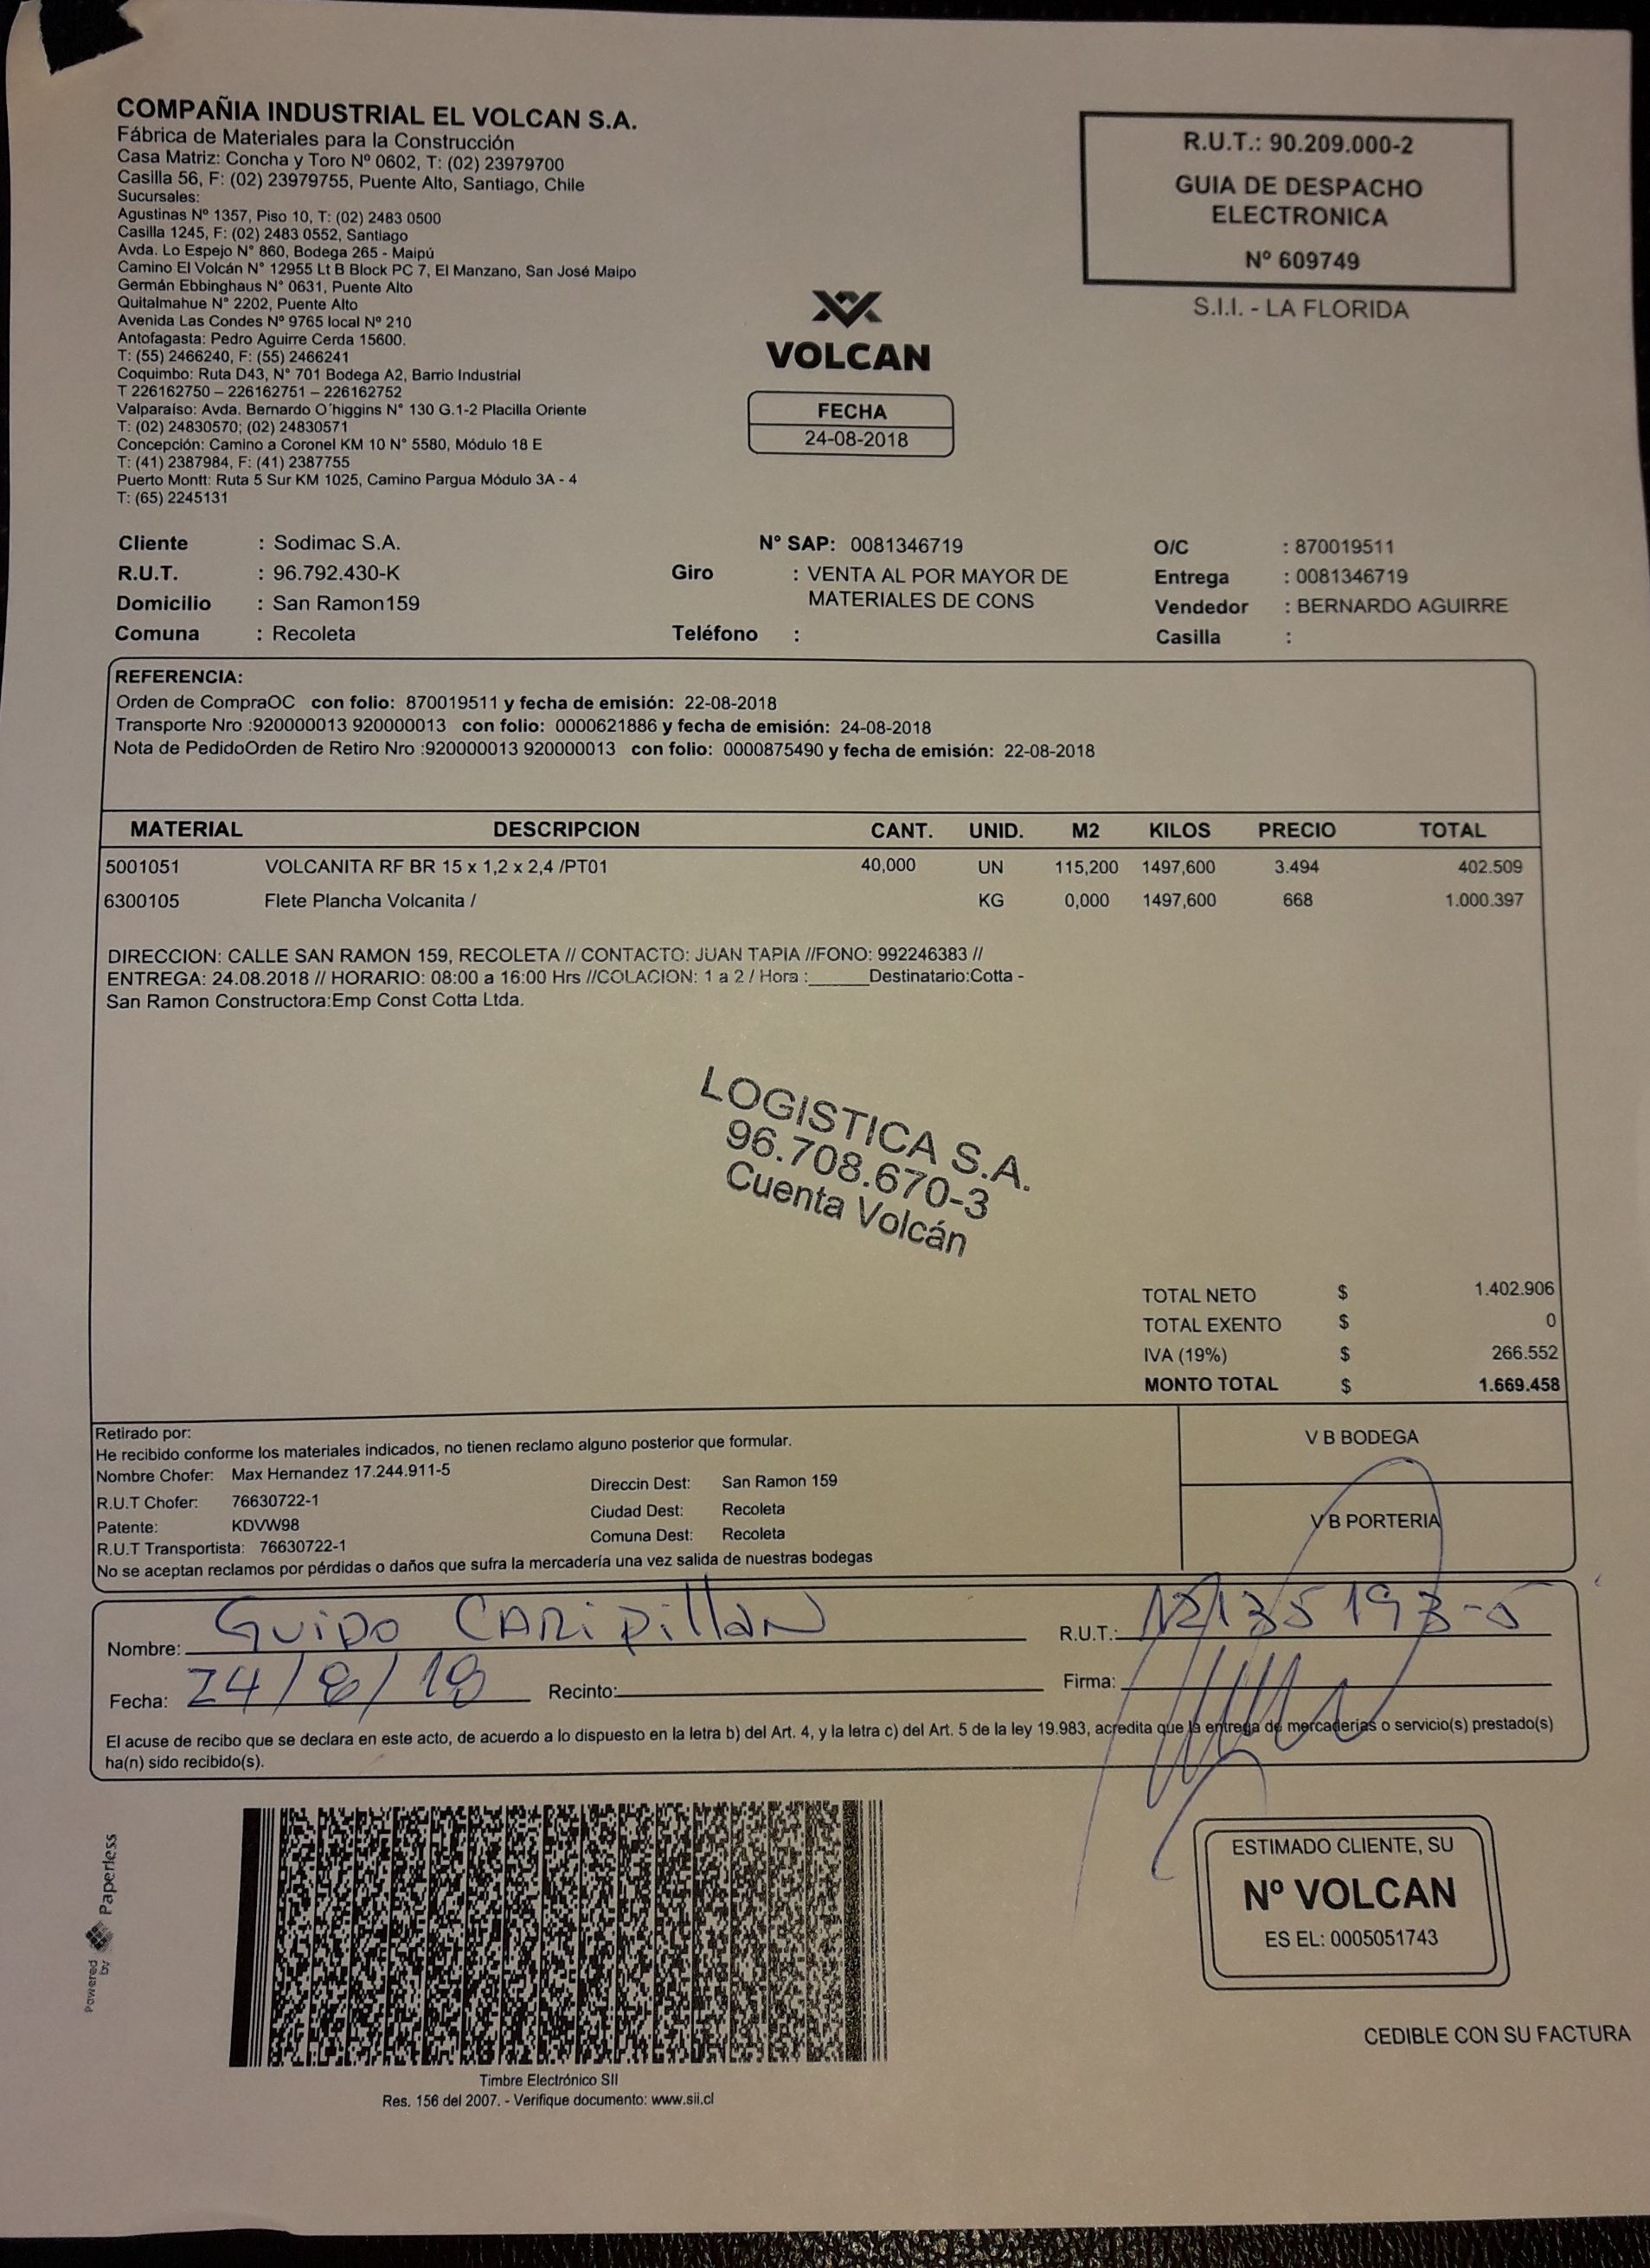 COMPAÑIA INDUSTRIAL EL VOLCAN S.A.
Fábrica de Materiales para la Construcción
Casa Matriz: Concha y Toro Nº 0602, T: (02) 23979700
Casilla 56, F: (02) 23979755, Puente Alto, Santiago, Chile
Sucursales:
Agustinas Nº 1357, Piso 10, T: (02) 2483 0500
Casilla 1245, F: (02) 2483 0552, Santiago
Avda. Lo Espejo N° 860, Bodega 265 - Maipú
Camino El Volcán N° 12955 Lt B Block PC 7, El Manzano, San José Maipo
Germán Ebbinghaus N° 0631, Puente Alto
Quitalmahue N° 2202, Puente Alto
Avenida Las Condes Nº 9765 local Nº 210
Antofagasta: Pedro Aguirre Cerda 15600.
T: (55) 2466240, F: (55) 2466241
Coquimbo: Ruta D43, N° 701 Bodega A2, Barrio Industrial
T 226162750 – 226162751 – 226162752
Valparaíso: Avda. Bernardo O´higgins N° 130 G.1-2 Placilla Oriente
T: (02) 24830570; (02) 24830571
Concepción: Camino a Coronel KM 10 N° 5580, Módulo 18 E
T: (41) 2387984, F: (41) 2387755
Puerto Montt: Ruta 5 Sur KM 1025, Camino Pargua Módulo 3A - 4
T: (65) 2245131
VOLCAN
FECHA
24-08-2018
R.U.T.: 90.209.000-2
GUIA DE DESPACHO
ELECTRONICA
Nº 609749
S.I.I. - LA FLORIDA
Cliente : Sodimac S.A. N° SAP: 0081346719 O/C : 870019511
R.U.T. : 96.792.430-K Giro : VENTA AL POR MAYOR DE Entrega : 0081346719
Domicilio : San Ramon159 MATERIALES DE CONS Vendedor : BERNARDO AGUIRRE
Comuna : Recoleta Teléfono : Casilla :
REFERENCIA:
Orden de CompraOC con folio: 870019511 y fecha de emisión: 22-08-2018
Transporte Nro :920000013 920000013 con folio: 0000621886 y fecha de emisión: 24-08-2018
Nota de PedidoOrden de Retiro Nro :920000013 920000013 con folio: 0000875490 y fecha de emisión: 22-08-2018
MATERIAL DESCRIPCION CANT. UNID. M2 KILOS PRECIO TOTAL
5001051 VOLCANITA RF BR 15 x 1,2 x 2,4 /PT01 40,000 UN 115,200 1497,600 3.494 402.509
6300105 Flete Plancha Volcanita / KG 0,000 1497,600 668 1.000.397
DIRECCION: CALLE SAN RAMON 159, RECOLETA // CONTACTO: JUAN TAPIA //FONO: 992246383 //
ENTREGA: 24.08.2018 // HORARIO: 08:00 a 16:00 Hrs //COLACION: 1 a 2 / Hora :______Destinatario:Cotta -
San Ramon Constructora:Emp Const Cotta Ltda.
LOGISTICA S.A.
96.708.670-3
Cuenta Volcán
TOTAL NETO $ 1.402.906
TOTAL EXENTO $ 0
IVA (19%) $ 266.552
MONTO TOTAL $ 1.669.458
Retirado por:
He recibido conforme los materiales indicados, no tienen reclamo alguno posterior que formular.
Nombre Chofer: Max Hernandez 17.244.911-5 Direccin Dest: San Ramon 159
R.U.T Chofer: 76630722-1 Ciudad Dest: Recoleta
Patente: KDVW98 Comuna Dest: Recoleta
R.U.T Transportista: 76630722-1
No se aceptan reclamos por pérdidas o daños que sufra la mercadería una vez salida de nuestras bodegas
V B BODEGA
V B PORTERIA
Nombre: Guido CARipillan R.U.T.: 12135193-5
Fecha: 24/8/18 Recinto: Firma:
El acuse de recibo que se declara en este acto, de acuerdo a lo dispuesto en la letra b) del Art. 4, y la letra c) del Art. 5 de la ley 19.983, acredita que la entrega de mercaderías o servicio(s) prestado(s)
ha(n) sido recibido(s).
Powered by Paperless
Timbre Electrónico SII
Res. 156 del 2007. - Verifique documento: www.sii.cl
ESTIMADO CLIENTE, SU
Nº VOLCAN
ES EL: 0005051743
CEDIBLE CON SU FACTURA